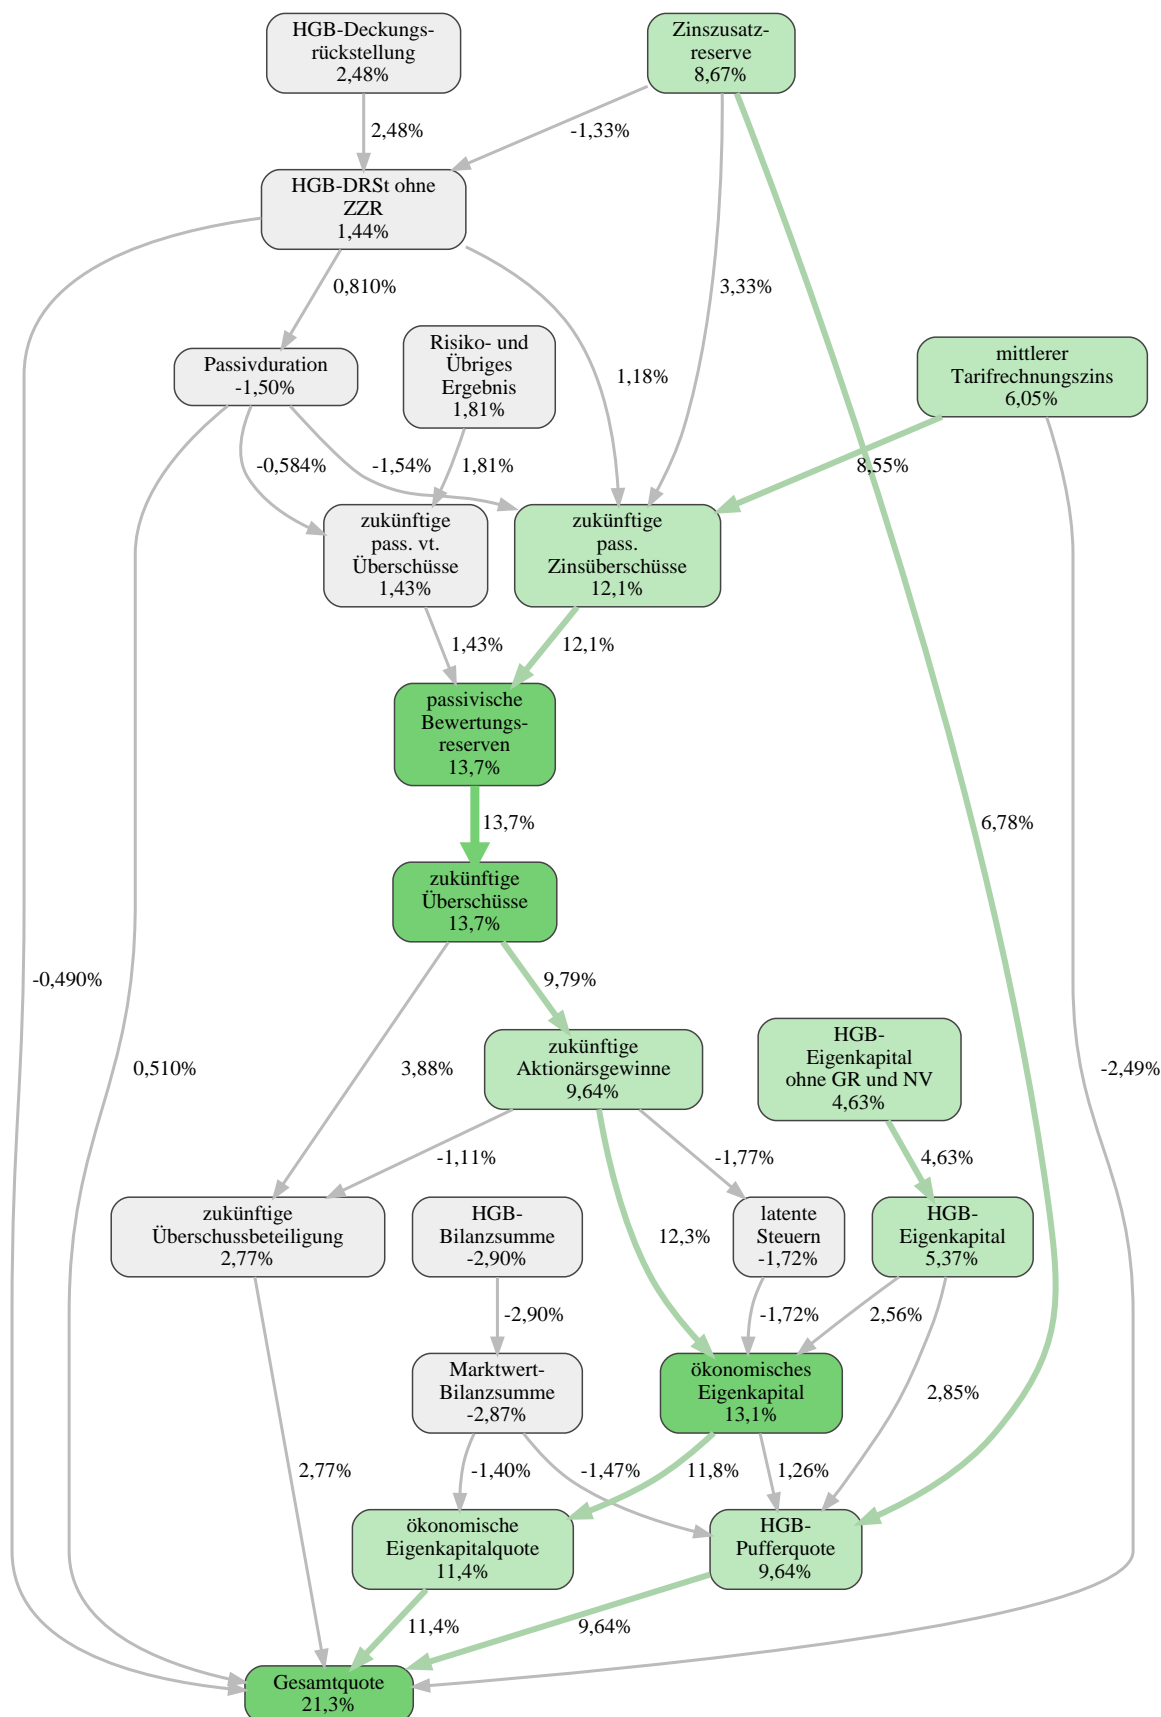 HGB-Deckungs-
rückstellung
2,48%
Zinszusatz-
reserve
8,67%
2,48%
-1,33%
HGB-DRSt ohne
ZZR
1,44%
0,810%
3,33%
Risiko- und
Übriges
Ergebnis
1,81%
Passivduration
-1,50%
1,18%
mittlerer
Tarifrechnungszins
6,05%
-0,584%
-1,54%
1,81%
8,55%
zukünftige
pass. vt.
Überschüsse
1,43%
zukünftige
pass.
Zinsüberschüsse
12,1%
1,43%
12,1%
passivische
Bewertungs-
reserven
13,7%
13,7%
6,78%
zukünftige
Überschüsse
13,7%
-0,490%
9,79%
0,510%
3,88%
-2,49%
zukünftige
Aktionärsgewinne
9,64%
HGB-
Eigenkapital
ohne GR und NV
4,63%
-1,11%
-1,77%
4,63%
zukünftige
Überschussbeteiligung
2,77%
HGB-
Bilanzsumme
-2,90%
12,3%
latente
Steuern
-1,72%
HGB-
Eigenkapital
5,37%
-2,90%
-1,72%
2,56%
Marktwert-
Bilanzsumme
-2,87%
ökonomisches
Eigenkapital
13,1%
2,85%
2,77%
-1,40%
-1,47%
11,8%
1,26%
ökonomische
Eigenkapitalquote
11,4%
HGB-
Pufferquote
9,64%
11,4%
9,64%
Gesamtquote
21,3%